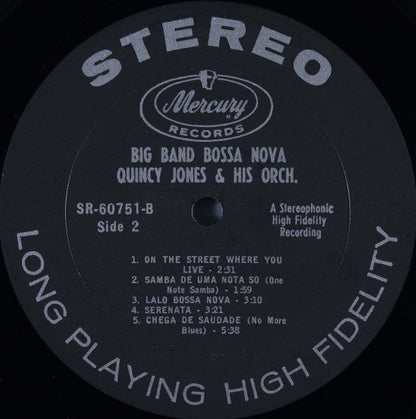 STEREO
Mercury
RECORDS
BIG BAND BOSSA NOVA
QUINCY JONES & HIS ORCH.
SR-60751-B
Side 2
A Stereophonic
High Fidelity
Recording
1. ON THE STREET WHERE YOU
LIVE - 2:31
2. SAMBA DE UMA NOTA SO (One
Note Samba) - 1:59
3. LALO BOSSA NOVA - 3:10
4. SERENATA - 3:21
5. CHEGA DE SAUDADE (No More
Blues) - 5:38
LONG PLAYING HIGH FIDELITY